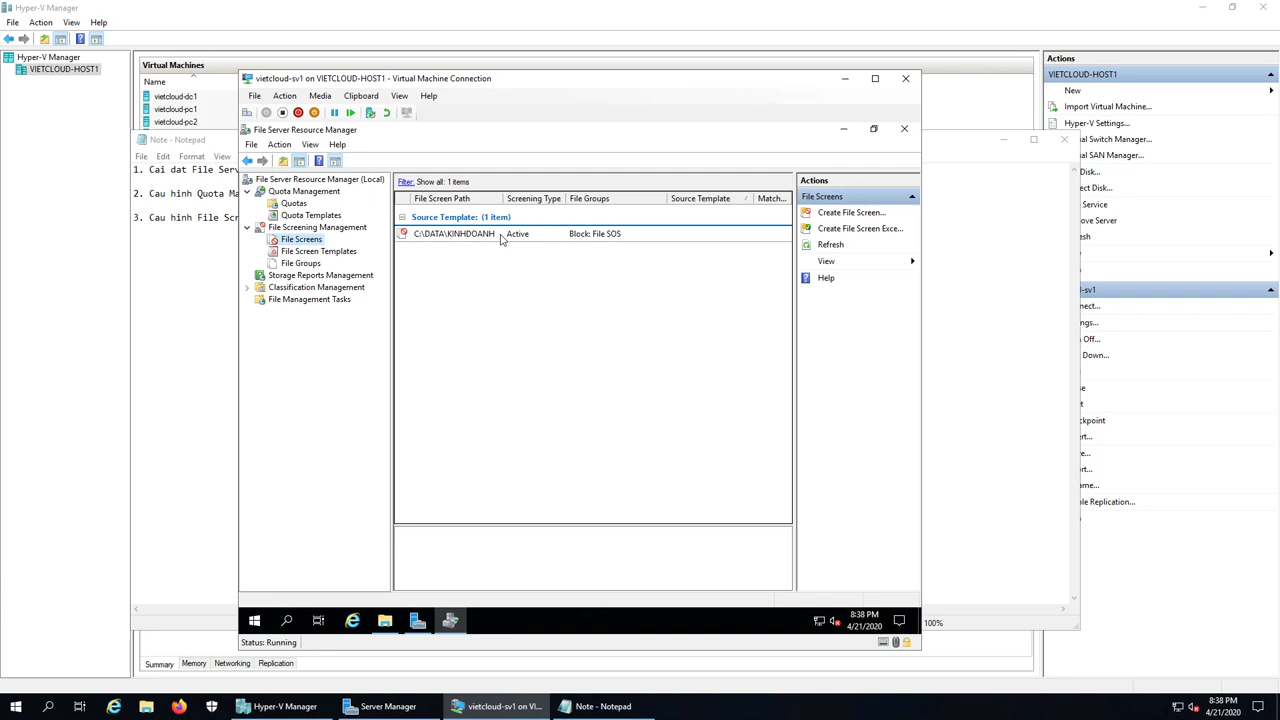 Hyper-V Manager
File Action View Help
Hyper-V Manager
VIETCLOUD-HOST1
Virtual Machines
Name
vietcloud-dc1
vietcloud-pc1
vietcloud-pc2
Note - Notepad
File Edit Format View
1. Cai dat File Serv
2. Cau hinh Quota Ma
3. Cau hinh File Scr
vietcloud-sv1 on VIETCLOUD-HOST1 - Virtual Machine Connection
File Action Media Clipboard View Help
File Server Resource Manager
File Action View Help
File Server Resource Manager (Local)
Quota Management
Quotas
Quota Templates
File Screening Management
File Screens
File Screen Templates
File Groups
Storage Reports Management
Classification Management
File Management Tasks
Filter: Show all: 1 items
File Screen Path Screening Type File Groups Source Template Match...
Source Template: (1 item)
C:\DATA\KINHDOANH Active Block: File SOS
Actions
File Screens
Create File Screen...
Create File Screen Exce...
Refresh
View
Help
8:38 PM
4/21/2020
Status: Running
100%
Actions
VIETCLOUD-HOST1
New
Import Virtual Machine...
Hyper-V Settings...
Virtual Switch Manager...
Virtual SAN Manager...
Disk...
ect Disk...
Service
ove Server
esh
-sv1
nnect...
ngs...
Off...
Down...
se
t
kpoint
ert...
e...
rt...
me...
ble Replication...
Summary Memory Networking Replication
Hyper-V Manager
Server Manager
vietcloud-sv1 on VI...
Note - Notepad
8:38 PM
4/21/2020